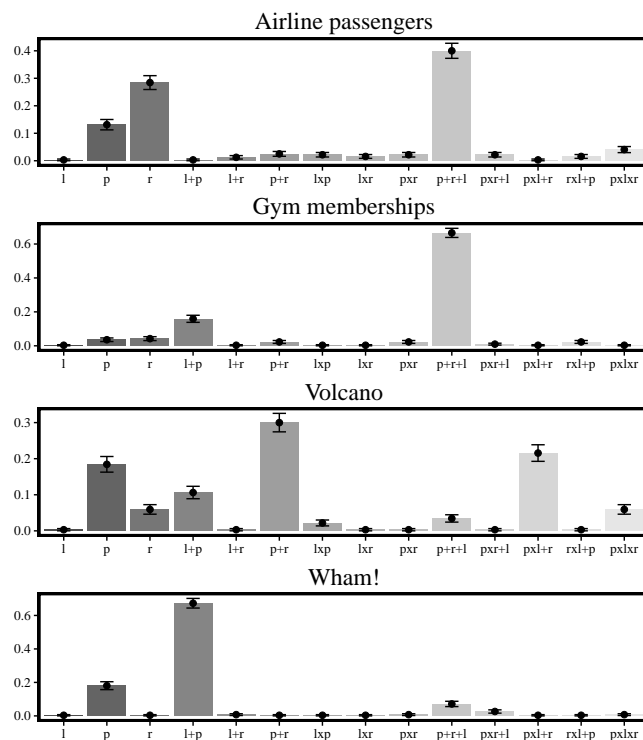 Airline passengers
0.4
0.3
0.2
0.1
0.0
l p r l+p l+r p+r lxp lxr pxr p+r+l pxr+l pxl+r rxl+p pxlxr
Gym memberships
0.6
0.4
0.2
0.0
l p r l+p l+r p+r lxp lxr pxr p+r+l pxr+l pxl+r rxl+p pxlxr
Volcano
0.3
0.2
0.1
0.0
l p r l+p l+r p+r lxp lxr pxr p+r+l pxr+l pxl+r rxl+p pxlxr
Wham!
0.6
0.4
0.2
0.0
l p r l+p l+r p+r lxp lxr pxr p+r+l pxr+l pxl+r rxl+p pxlxr